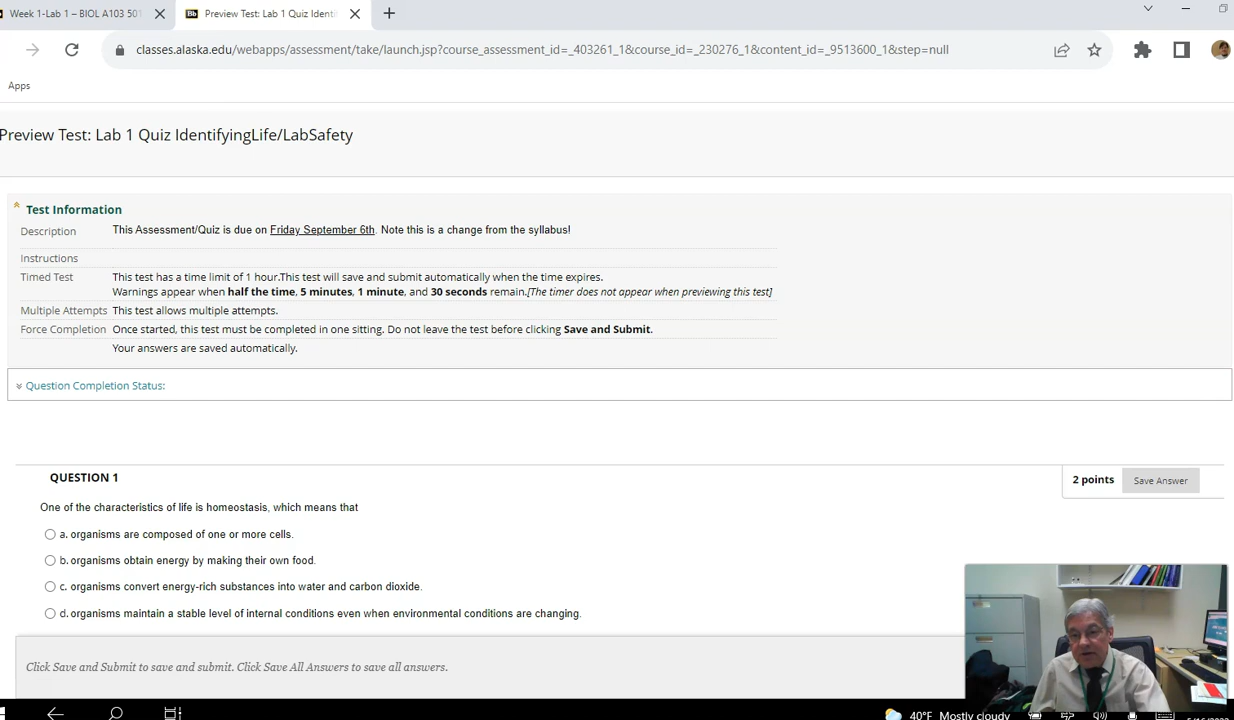 Week 1-Lab 1 – BIOL A103 501
Bb Preview Test: Lab 1 Quiz Identi
classes.alaska.edu/webapps/assessment/take/launch.jsp?course_assessment_id=_403261_1&course_id=_230276_1&content_id=_9513600_1&step=null
Apps
Preview Test: Lab 1 Quiz IdentifyingLife/LabSafety
Test Information
Description This Assessment/Quiz is due on Friday September 6th. Note this is a change from the syllabus!
Instructions
Timed Test This test has a time limit of 1 hour.This test will save and submit automatically when the time expires.
Warnings appear when half the time, 5 minutes, 1 minute, and 30 seconds remain.[The timer does not appear when previewing this test]
Multiple Attempts This test allows multiple attempts.
Force Completion Once started, this test must be completed in one sitting. Do not leave the test before clicking Save and Submit.
Your answers are saved automatically.
Question Completion Status:
QUESTION 1
2 points Save Answer
One of the characteristics of life is homeostasis, which means that
a. organisms are composed of one or more cells.
b. organisms obtain energy by making their own food.
c. organisms convert energy-rich substances into water and carbon dioxide.
d. organisms maintain a stable level of internal conditions even when environmental conditions are changing.
Click Save and Submit to save and submit. Click Save All Answers to save all answers.
40°F Mostly cloudy